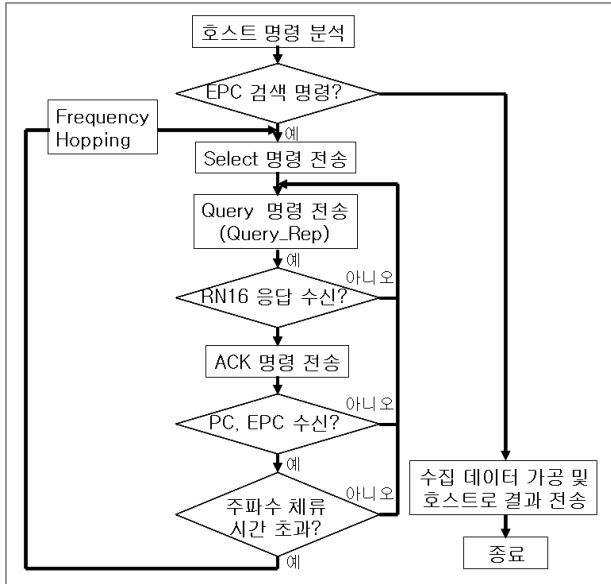 호스트 명령 분석
EPC 검색 명령?
Frequency
Hopping
예
Select 명령 전송
Query 명령 전송
(Query_Rep)
예
아니오
RN16 응답 수신?
ACK 명령 전송
아니오
PC, EPC 수신?
예
아니오
주파수 체류
시간 초과?
예
수집 데이터 가공 및
호스트로 결과 전송
종료